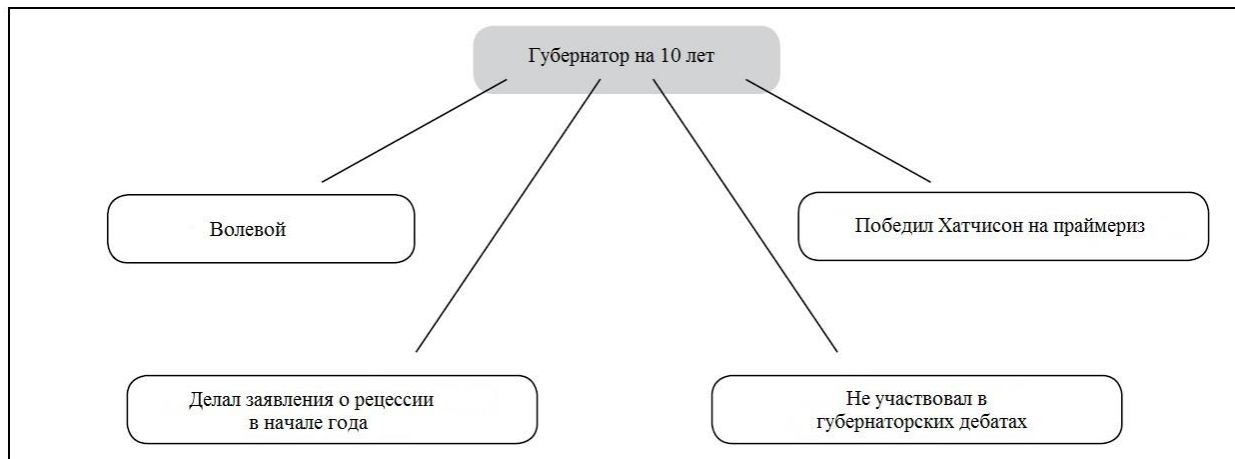 Губернатор на 10 лет
Волевой
Победил Хатчисон на праймериз
Делал заявления о рецессии
в начале года
Не участвовал в
губернаторских дебатах